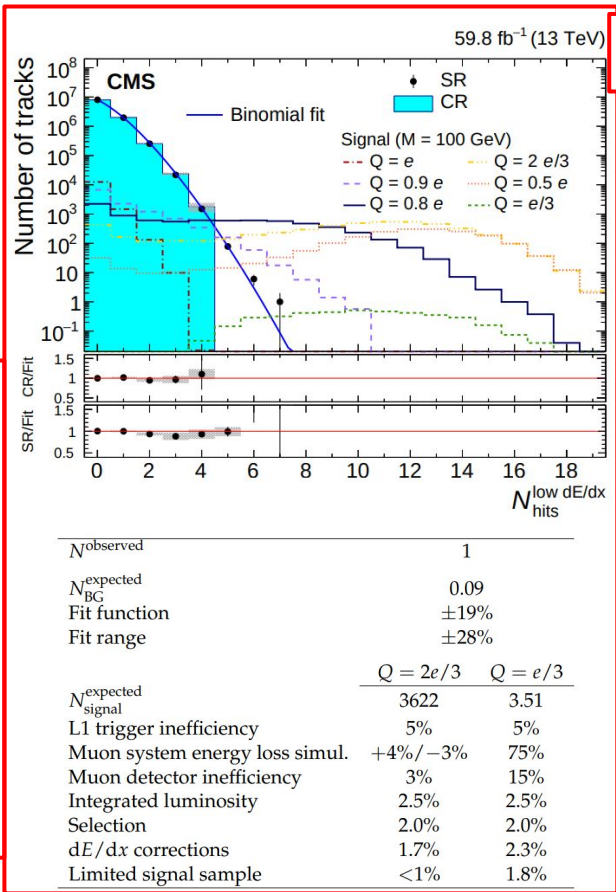 59.8 fb⁻¹ (13 TeV)
Number of tracks
10⁸
10⁷
10⁶
10⁵
10⁴
10³
10²
10
1
10⁻¹
CMS
SR
CR
Binomial fit
Signal (M = 100 GeV)
Q = e
Q = 2 e/3
Q = 0.9 e
Q = 0.5 e
Q = 0.8 e
Q = e/3
CR/Fit
1.5
1
0.5
SR/Fit
1.5
1
0.5
0 2 4 6 8 10 12 14 16 18
N low dE/dx hits
N^observed 1
N_BG^expected 0.09
Fit function ±19%
Fit range ±28%
Q = 2e/3 Q = e/3
N_signal^expected 3622 3.51
L1 trigger inefficiency 5% 5%
Muon system energy loss simul. +4%/−3% 75%
Muon detector inefficiency 3% 15%
Integrated luminosity 2.5% 2.5%
Selection 2.0% 2.0%
dE/dx corrections 1.7% 2.3%
Limited signal sample <1% 1.8%